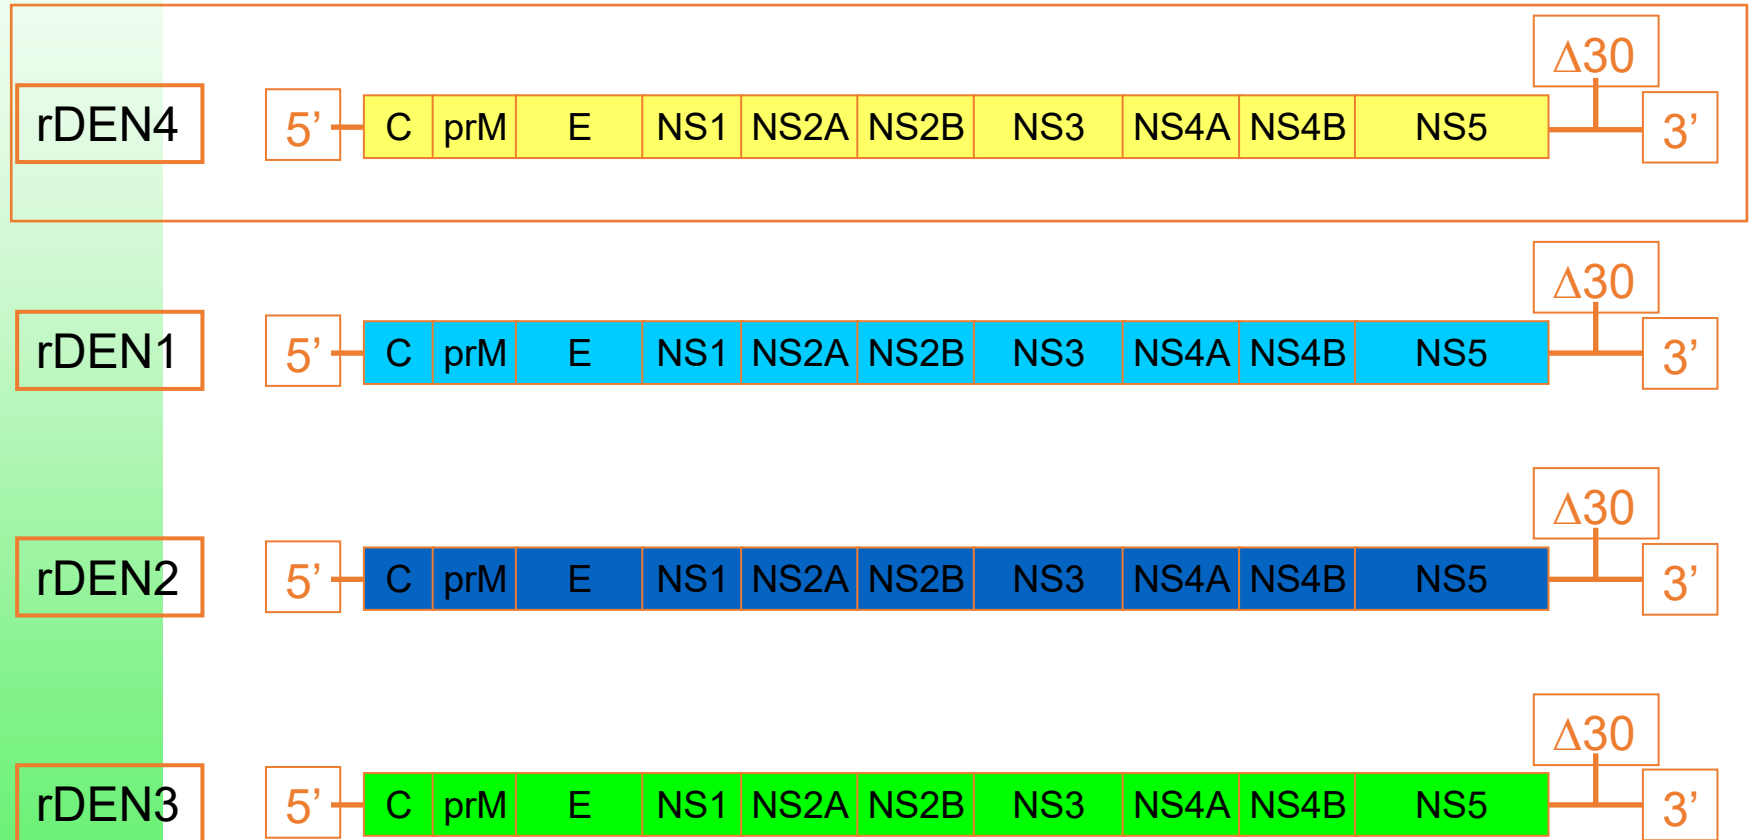 Δ30
rDEN4 5’ C prM E NS1 NS2A NS2B NS3 NS4A NS4B NS5 3’
Δ30
rDEN1 5’ C prM E NS1 NS2A NS2B NS3 NS4A NS4B NS5 3’
Δ30
rDEN2 5’ C prM E NS1 NS2A NS2B NS3 NS4A NS4B NS5 3’
Δ30
rDEN3 5’ C prM E NS1 NS2A NS2B NS3 NS4A NS4B NS5 3’